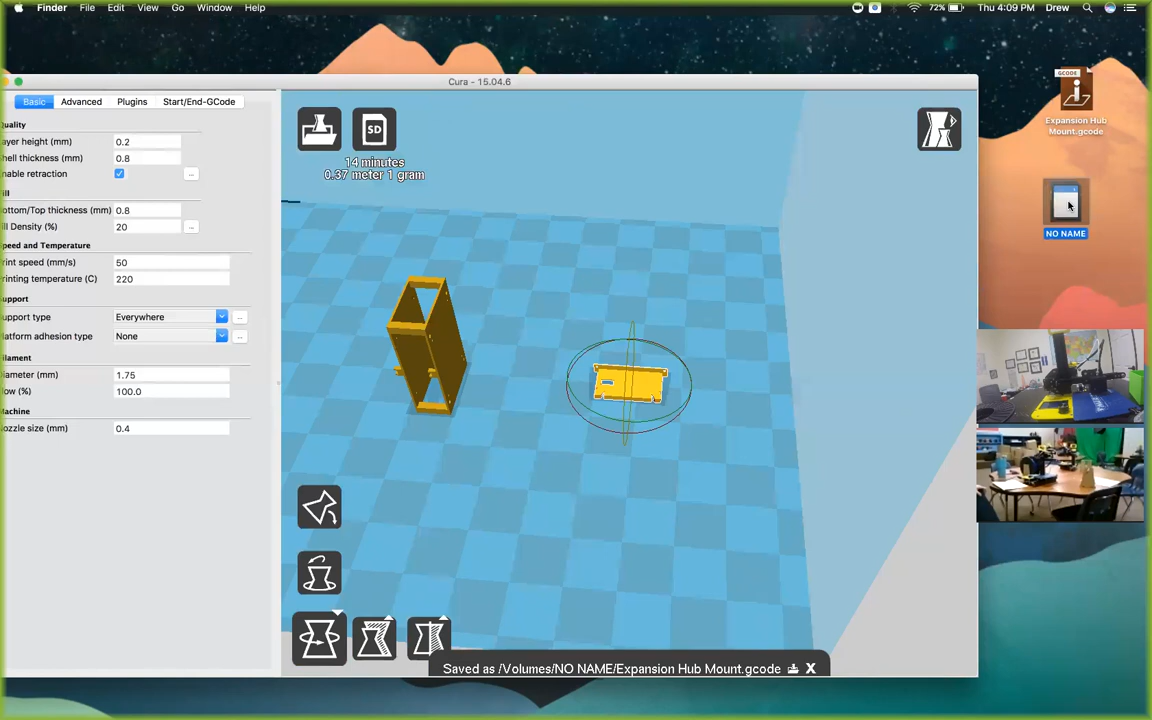 Finder File Edit View Go Window Help
72% Thu 4:09 PM Drew
Cura - 15.04.6
Basic Advanced Plugins Start/End-GCode
Quality
ayer height (mm) 0.2
hell thickness (mm) 0.8
nable retraction ...
ill
ottom/Top thickness (mm) 0.8
ill Density (%) 20 ...
peed and Temperature
rint speed (mm/s) 50
rinting temperature (C) 220
upport
upport type Everywhere ...
latform adhesion type None ...
ilament
iameter (mm) 1.75
low (%) 100.0
achine
ozzle size (mm) 0.4
SD
14 minutes
0.37 meter 1 gram
GCODE
Expansion Hub
Mount.gcode
NO NAME
Saved as /Volumes/NO NAME/Expansion Hub Mount.gcode X